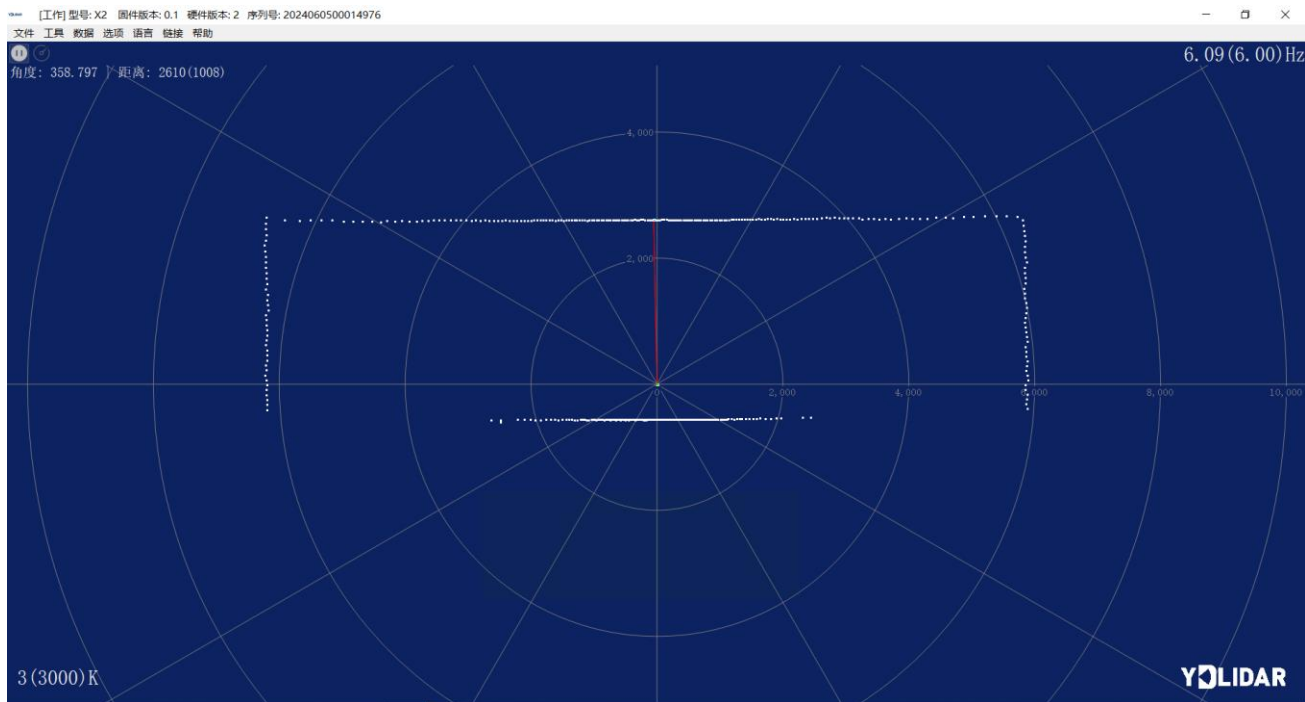 [工作] 型号: X2 固件版本: 0.1 硬件版本: 2 序列号: 2024060500014976
文件 工具 数据 选项 语言 链接 帮助
6.09(6.00)Hz
角度: 358.797 距离: 2610(1008)
4,000
2,000
0 2,000 4,000 6,000 8,000 10,000
3(3000)K
YDLIDAR